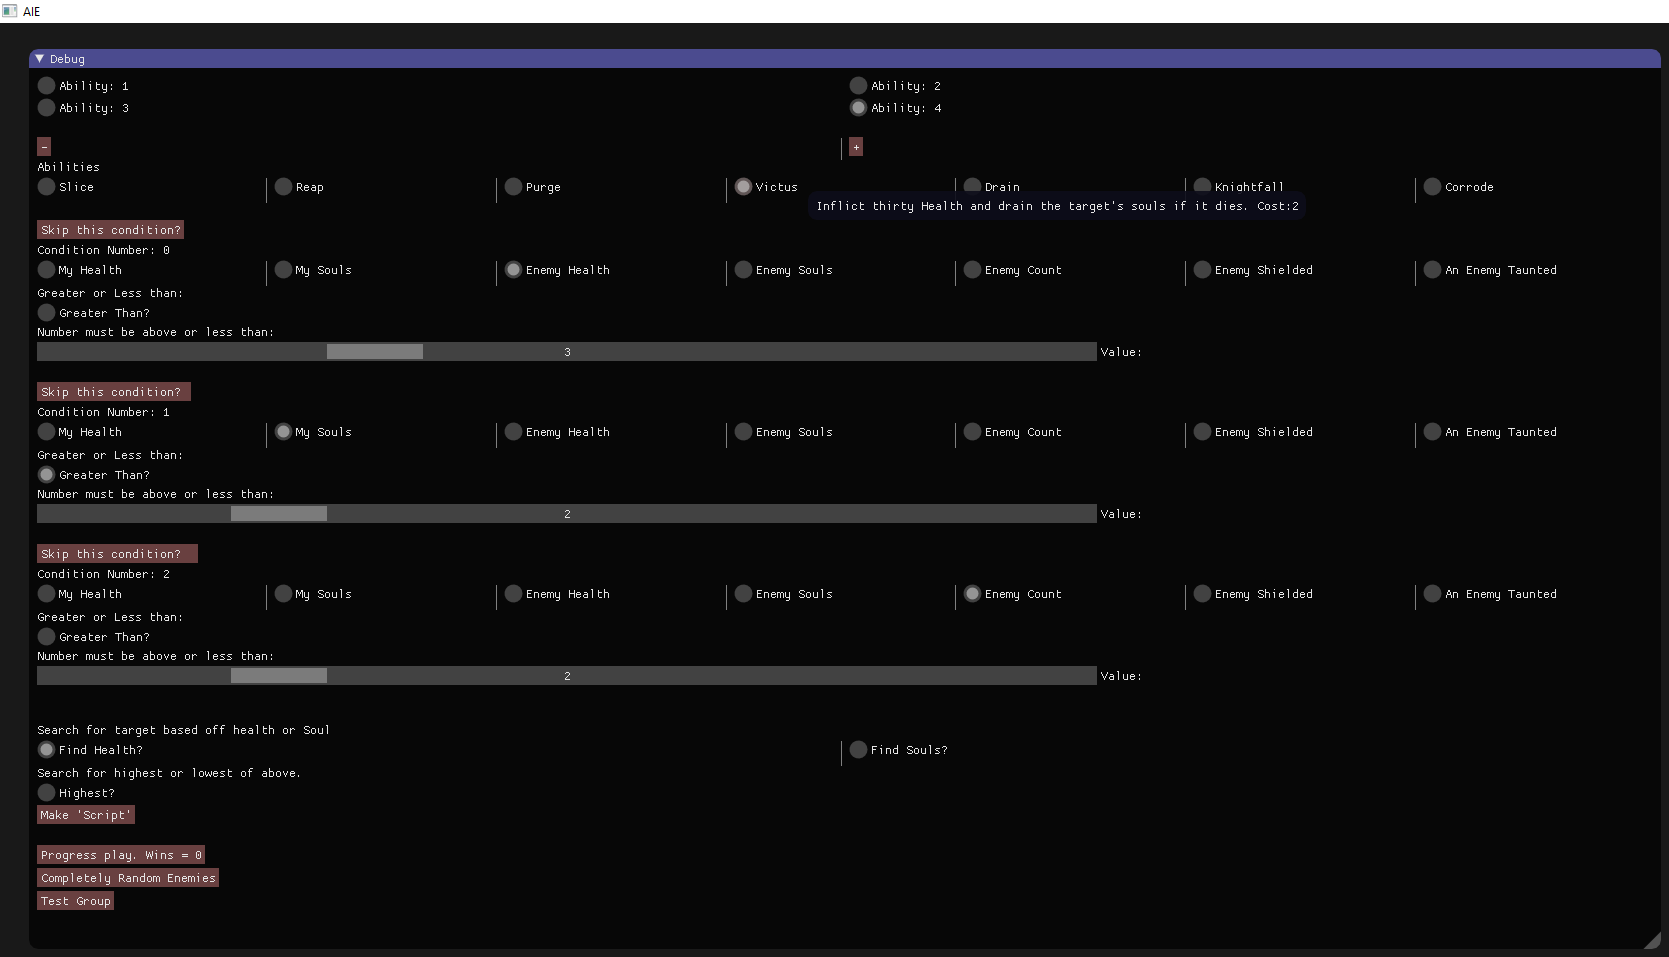 AIE
Debug
Ability: 1 Ability: 2
Ability: 3 Ability: 4
- +
Abilities
Slice Reap Purge Victus Drain Knightfall Corrode
Inflict thirty Health and drain the target's souls if it dies. Cost:2
Skip this condition?
Condition Number: 0
My Health My Souls Enemy Health Enemy Souls Enemy Count Enemy Shielded An Enemy Taunted
Greater or Less than:
Greater Than?
Number must be above or less than:
3 Value:
Skip this condition?
Condition Number: 1
My Health My Souls Enemy Health Enemy Souls Enemy Count Enemy Shielded An Enemy Taunted
Greater or Less than:
Greater Than?
Number must be above or less than:
2 Value:
Skip this condition?
Condition Number: 2
My Health My Souls Enemy Health Enemy Souls Enemy Count Enemy Shielded An Enemy Taunted
Greater or Less than:
Greater Than?
Number must be above or less than:
2 Value:
Search for target based off health or Soul
Find Health? Find Souls?
Search for highest or lowest of above.
Highest?
Make 'Script'
Progress play. Wins = 0
Completely Random Enemies
Test Group